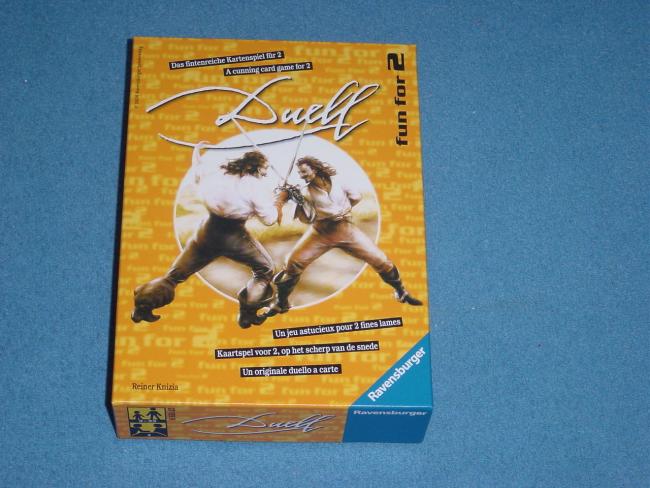 Das fintenreiche Kartenspiel für 2
A cunning card game for 2
Duell
fun for 2
Un jeu astucieux pour 2 fines lames
Kaartspel voor 2, op het scherp van de snede
Un originale duello a carte
Reiner Knizia
Ravensburger
Duell
Ravensburger